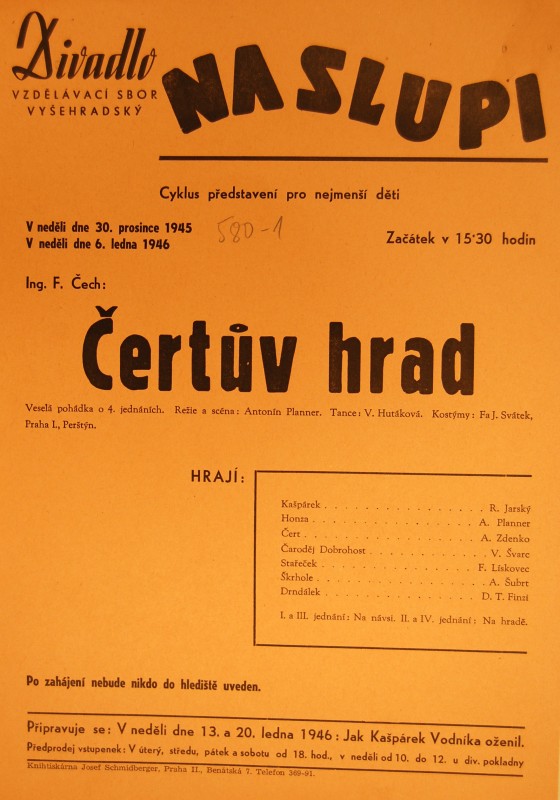 Divadlo
VZDĚLÁVACÍ SBOR
VYŠEHRADSKÝ
NA SLUPI
Cyklus představení pro nejmenší děti
V neděli dne 30. prosince 1945
V neděli dne 6. ledna 1946
580-1
Začátek v 15·30 hodin
Ing. F. Čech:
Čertův hrad
Veselá pohádka o 4. jednáních. Režie a scéna: Antonín Planner. Tance: V. Hutáková. Kostýmy: Fa J. Svátek,
Praha I., Perštýn.
HRAJÍ:
Kašpárek . . . . . . . . . . . . . . . . R. Jarský
Honza . . . . . . . . . . . . . . . . A. Planner
Čert . . . . . . . . . . . . . . . . A. Zdenko
Čaroděj Dobrohost . . . . . . . . . . . . V. Švarc
Stařeček . . . . . . . . . . . . . . . F. Lískovec
Škrhole . . . . . . . . . . . . . . . . A. Šubrt
Drndálek . . . . . . . . . . . . . . . D. T. Finzi
I. a III. jednání: Na návsi. II. a IV. jednání: Na hradě.
Po zahájení nebude nikdo do hlediště uveden.
Připravuje se: V neděli dne 13. a 20. ledna 1946: Jak Kašpárek Vodníka oženil.
Předprodej vstupenek: V úterý, středu, pátek a sobotu od 18. hod., v neděli od 10. do 12. u div. pokladny
Knihtiskárna Josef Schmidberger, Praha II., Benátská 7. Telefon 369-91.